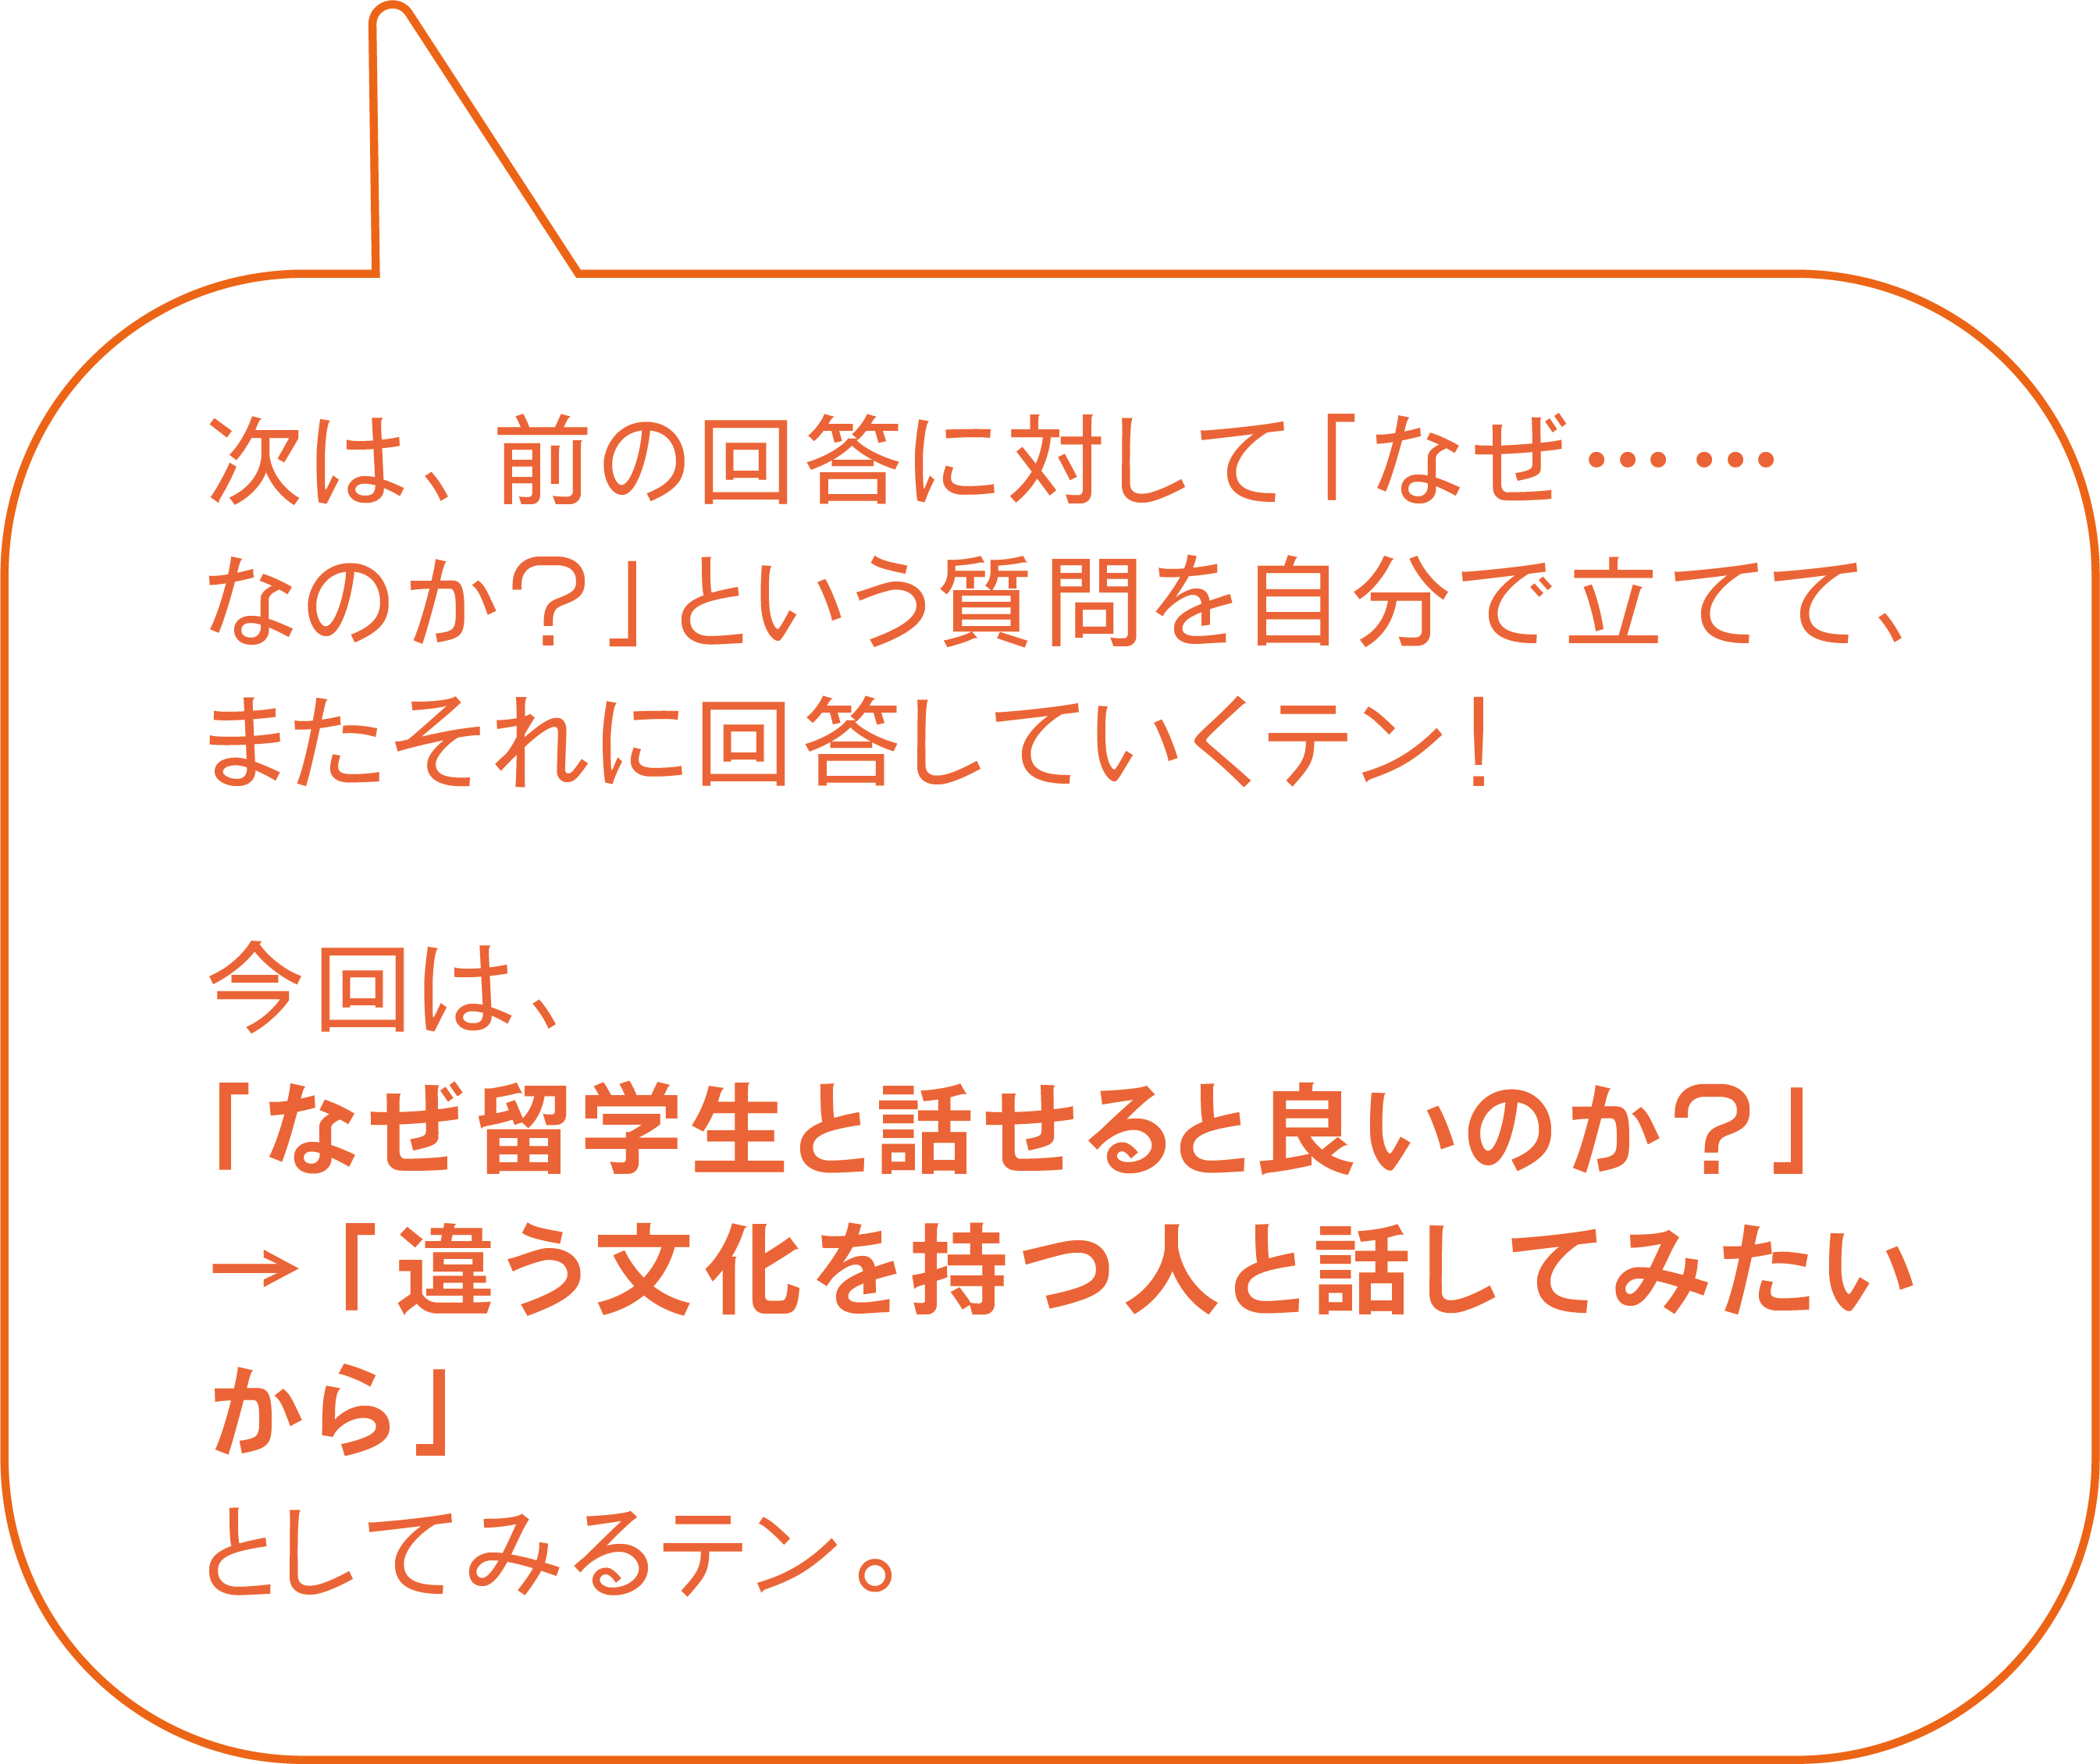 次は、前の回答に対して「なぜ……
なのか?」という質問を自分で立てて、
またそれに回答していくテン!
今回は、
「なぜ留学生と話せると良いのか?」
→「違う文化を持つ人と話してみたい
から」
としてみるテン。